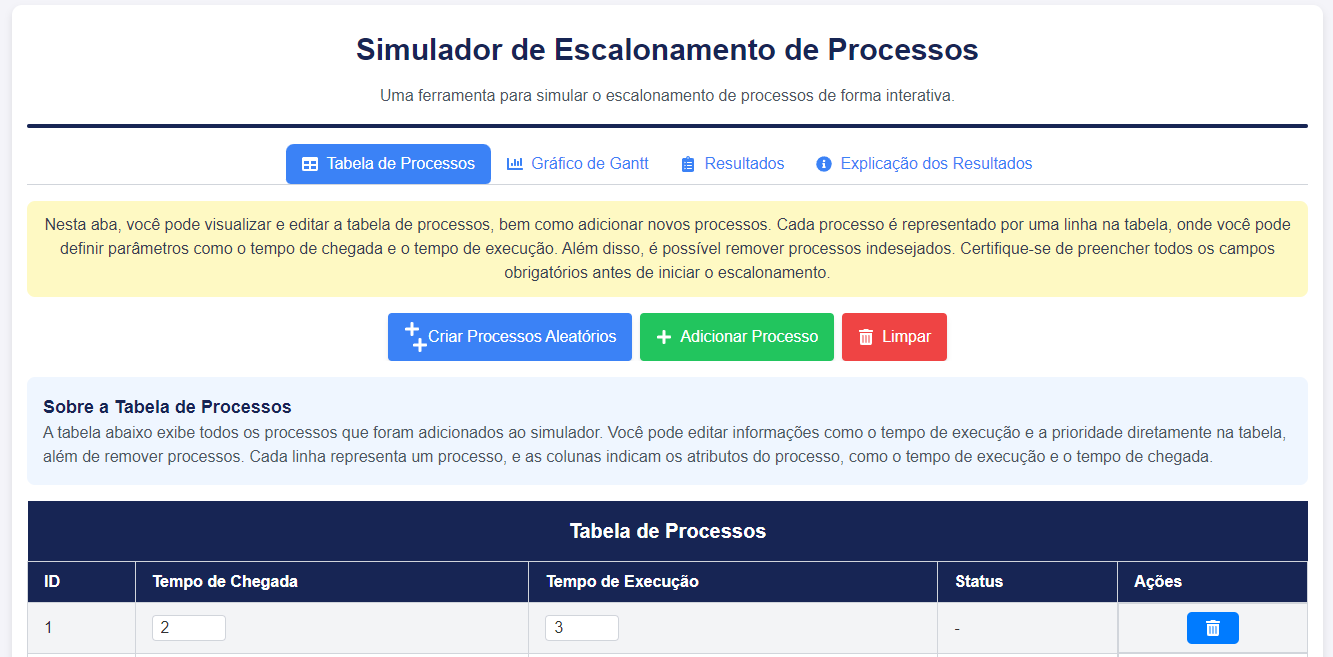 Simulador de Escalonamento de Processos
Uma ferramenta para simular o escalonamento de processos de forma interativa.
Tabela de Processos
Gráfico de Gantt
Resultados
Explicação dos Resultados
Nesta aba, você pode visualizar e editar a tabela de processos, bem como adicionar novos processos. Cada processo é representado por uma linha na tabela, onde você pode
definir parâmetros como o tempo de chegada e o tempo de execução. Além disso, é possível remover processos indesejados. Certifique-se de preencher todos os campos
obrigatórios antes de iniciar o escalonamento.
Criar Processos Aleatórios
Adicionar Processo
Limpar
Sobre a Tabela de Processos
A tabela abaixo exibe todos os processos que foram adicionados ao simulador. Você pode editar informações como o tempo de execução e a prioridade diretamente na tabela,
além de remover processos. Cada linha representa um processo, e as colunas indicam os atributos do processo, como o tempo de execução e o tempo de chegada.
Tabela de Processos
ID Tempo de Chegada Tempo de Execução Status Ações
1 2 3 -